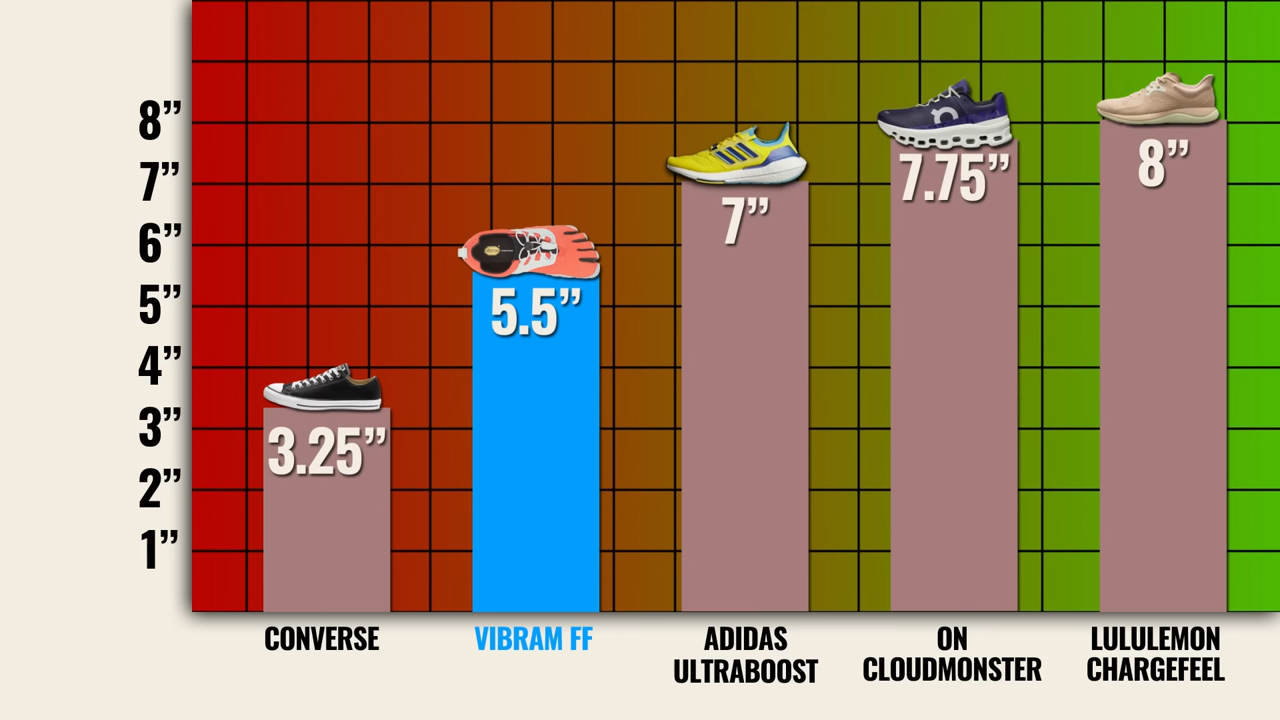 8”
7”
6”
5”
4”
3”
2”
1”
3.25”
5.5”
7”
7.75”
8”
CONVERSE
VIBRAM FF
ADIDAS
ULTRABOOST
ON
CLOUDMONSTER
LULULEMON
CHARGEFEEL